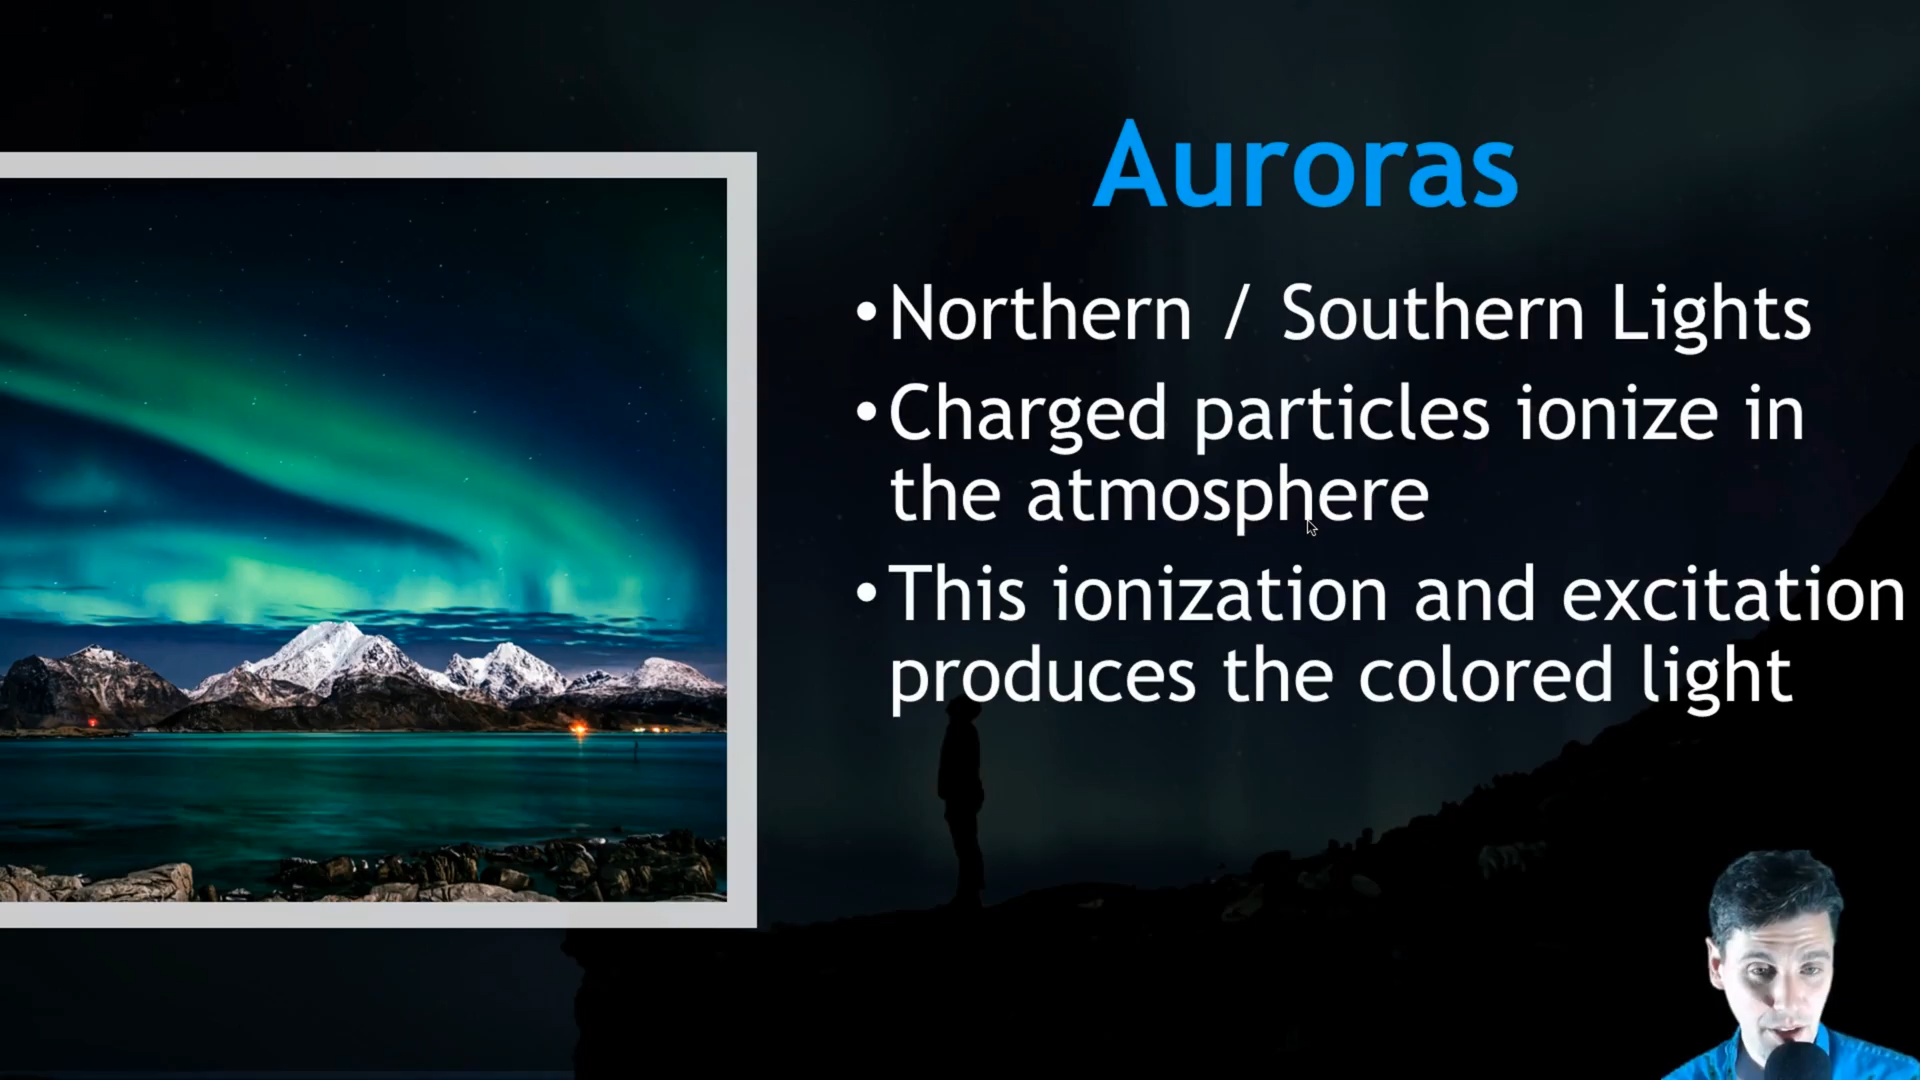 Auroras
•Northern / Southern Lights
•Charged particles ionize in
the atmosphere
•This ionization and excitation
produces the colored light